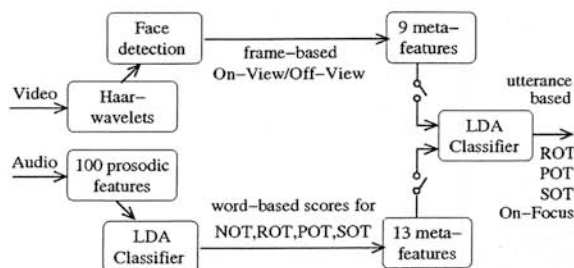 Face
detection
9 meta-
features
frame-based
On-View/Off-View
Video
Haar-
wavelets
utterance
based
LDA
Classifier
Audio
100 prosodic
features
ROT
POT
SOT
On-Focus
word-based scores for
NOT,ROT,POT,SOT
LDA
Classifier
13 meta-
features